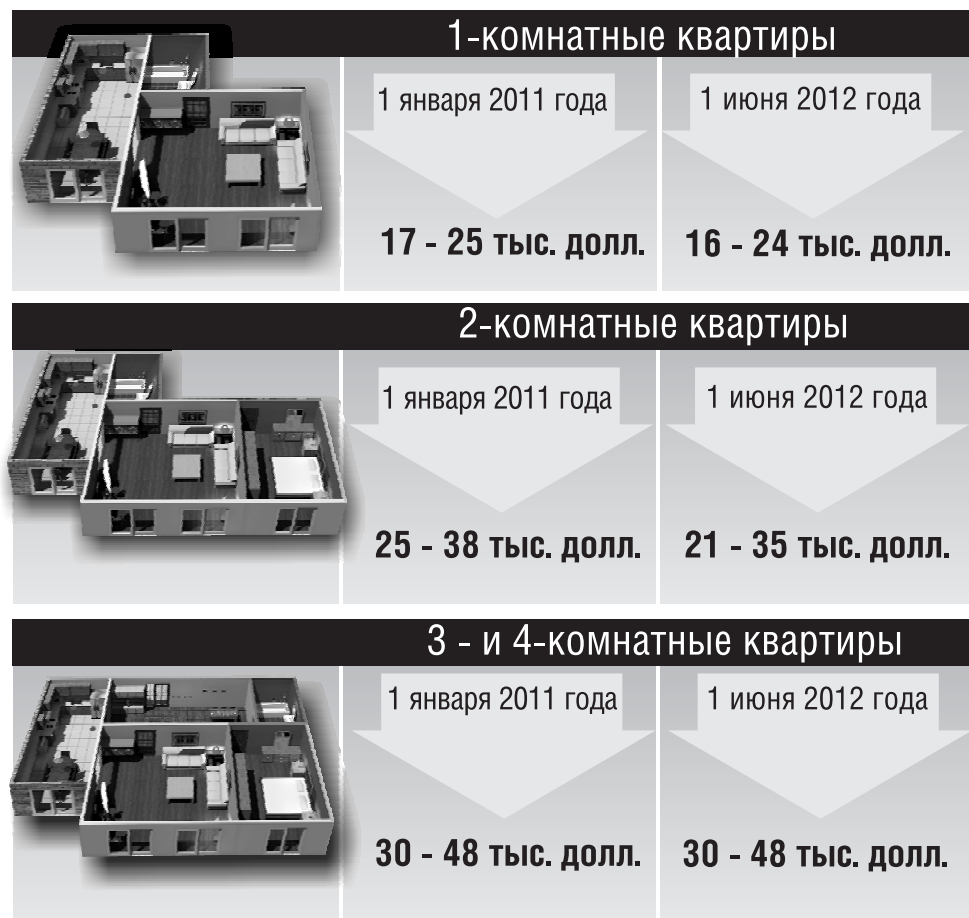 1-комнатные квартиры
1 января 2011 года
1 июня 2012 года
17 - 25 тыс. долл.
16 - 24 тыс. долл.
2-комнатные квартиры
1 января 2011 года
1 июня 2012 года
25 - 38 тыс. долл.
21 - 35 тыс. долл.
3 - и 4-комнатные квартиры
1 января 2011 года
1 июня 2012 года
30 - 48 тыс. долл.
30 - 48 тыс. долл.